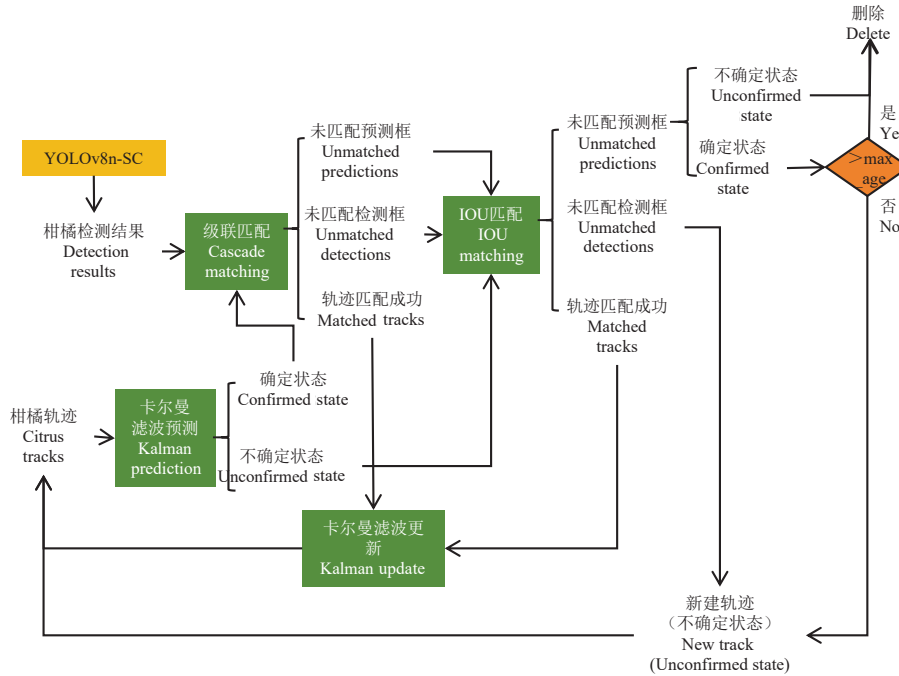 删除
Delete
不确定状态
Unconfirmed
state
确定状态
Confirmed
state
是
Ye
＞max
_age
否
No
未匹配预测框
Unmatched
predictions
未匹配检测框
Unmatched
detections
轨迹匹配成功
Matched
tracks
IOU匹配
IOU
matching
未匹配预测框
Unmatched
predictions
未匹配检测框
Unmatched
detections
轨迹匹配成功
Matched tracks
YOLOv8n-SC
柑橘检测结果
Detection
results
级联匹配
Cascade
matching
柑橘轨迹
Citrus
tracks
卡尔曼
滤波预测
Kalman
prediction
确定状态
Confirmed state
不确定状态
Unconfirmed state
卡尔曼滤波更
新
Kalman update
新建轨迹
（不确定状态）
New track
(Unconfirmed state)